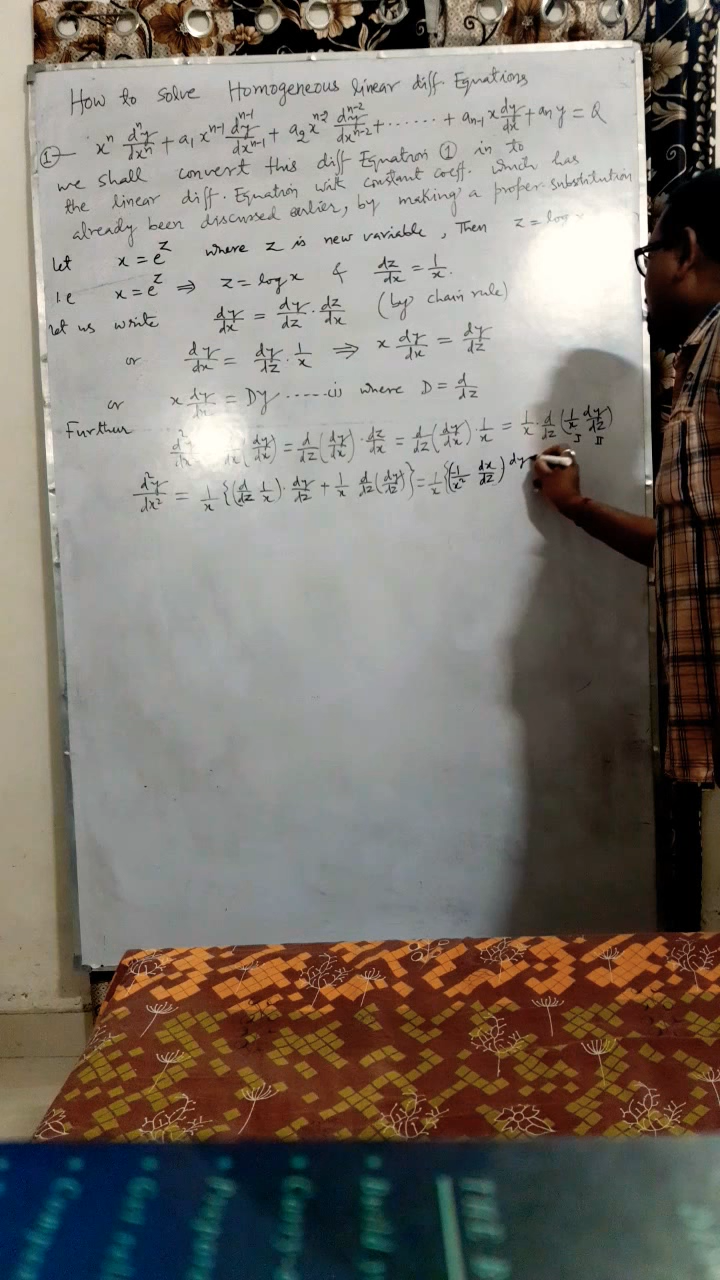 How to solve Homogeneous linear diff. Equations
① — xⁿ dⁿy/dxⁿ + a₁ xⁿ⁻¹ dⁿ⁻¹y/dxⁿ⁻¹ + a₂ xⁿ⁻² dⁿ⁻²y/dxⁿ⁻² + ...... + aₙ₋₁ x dy/dx + aₙ y = Q
we shall convert this diff Equation ① in to
the linear diff. Equation with constant coeff. which has
already been discussed earlier, by making a proper substitution
Let x = e^z where z is new variable, Then z = log
i.e x = e^z ⇒ z = log x & dz/dx = 1/x.
Let us write dy/dx = dy/dz · dz/dx (by chain rule)
or dy/dx = dy/dz · 1/x ⇒ x dy/dx = dy/dz
or x dy/dx = Dy ......(i) where D = d/dz
Further d²y/dx² (dy/dx) = d/dz (dy/dx) · dz/dx = d/dz (dy/dx) · 1/x = 1/x · d/dz (1/x dy/dz)
I II
d²y/dx² = 1/x {(d/dz 1/x) · dy/dz + 1/x d/dz (dy/dz)} = 1/x {(-1/x² dx/dz) dy